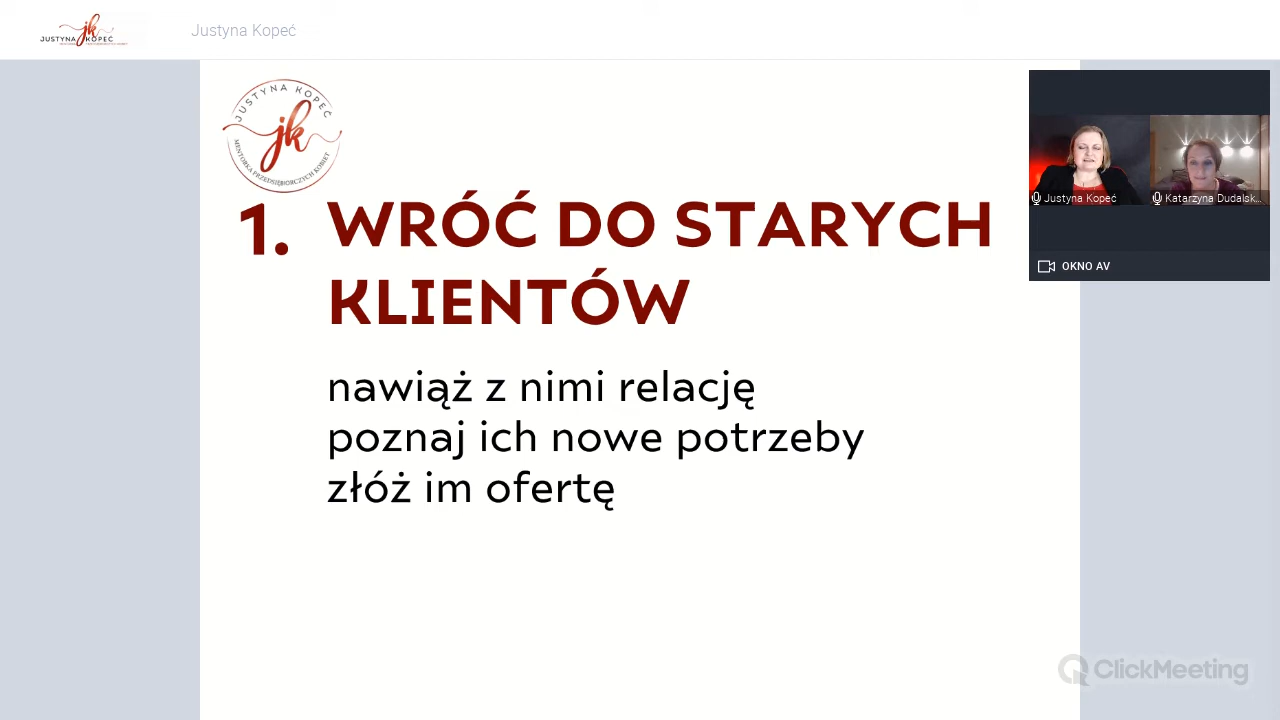 JUSTYNA KOPEĆ
Justyna Kopeć
JUSTYNA KOPEĆ
jk
MENTORKA PRZEDSIĘBIORCZYCH KOBIET
1. WRÓĆ DO STARYCH
KLIENTÓW
nawiąż z nimi relację
poznaj ich nowe potrzeby
złóż im ofertę
Justyna Kopeć
Katarzyna Dudalsk...
OKNO AV
ClickMeeting